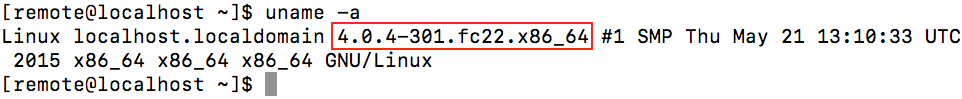 [remote@localhost ~]$ uname -a
Linux localhost.localdomain 4.0.4-301.fc22.x86_64 #1 SMP Thu May 21 13:10:33 UTC
 2015 x86_64 x86_64 x86_64 GNU/Linux
[remote@localhost ~]$